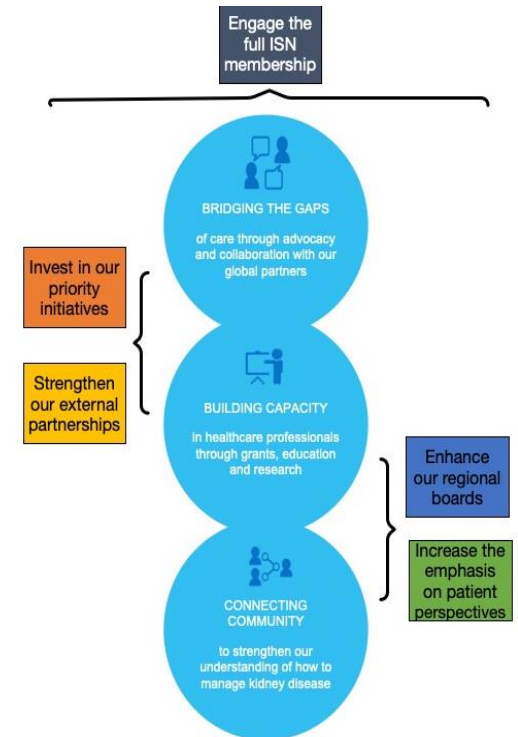 Engage the
full ISN
membership
BRIDGING THE GAPS
of care through advocacy
and collaboration with our
global partners
Invest in our
priority
initiatives
Strengthen
our external
partnerships
BUILDING CAPACITY
in healthcare professionals
through grants, education
and research
Enhance
our regional
boards
Increase the
emphasis
on patient
perspectives
CONNECTING
COMMUNITY
to strengthen our
understanding of how to
manage kidney disease